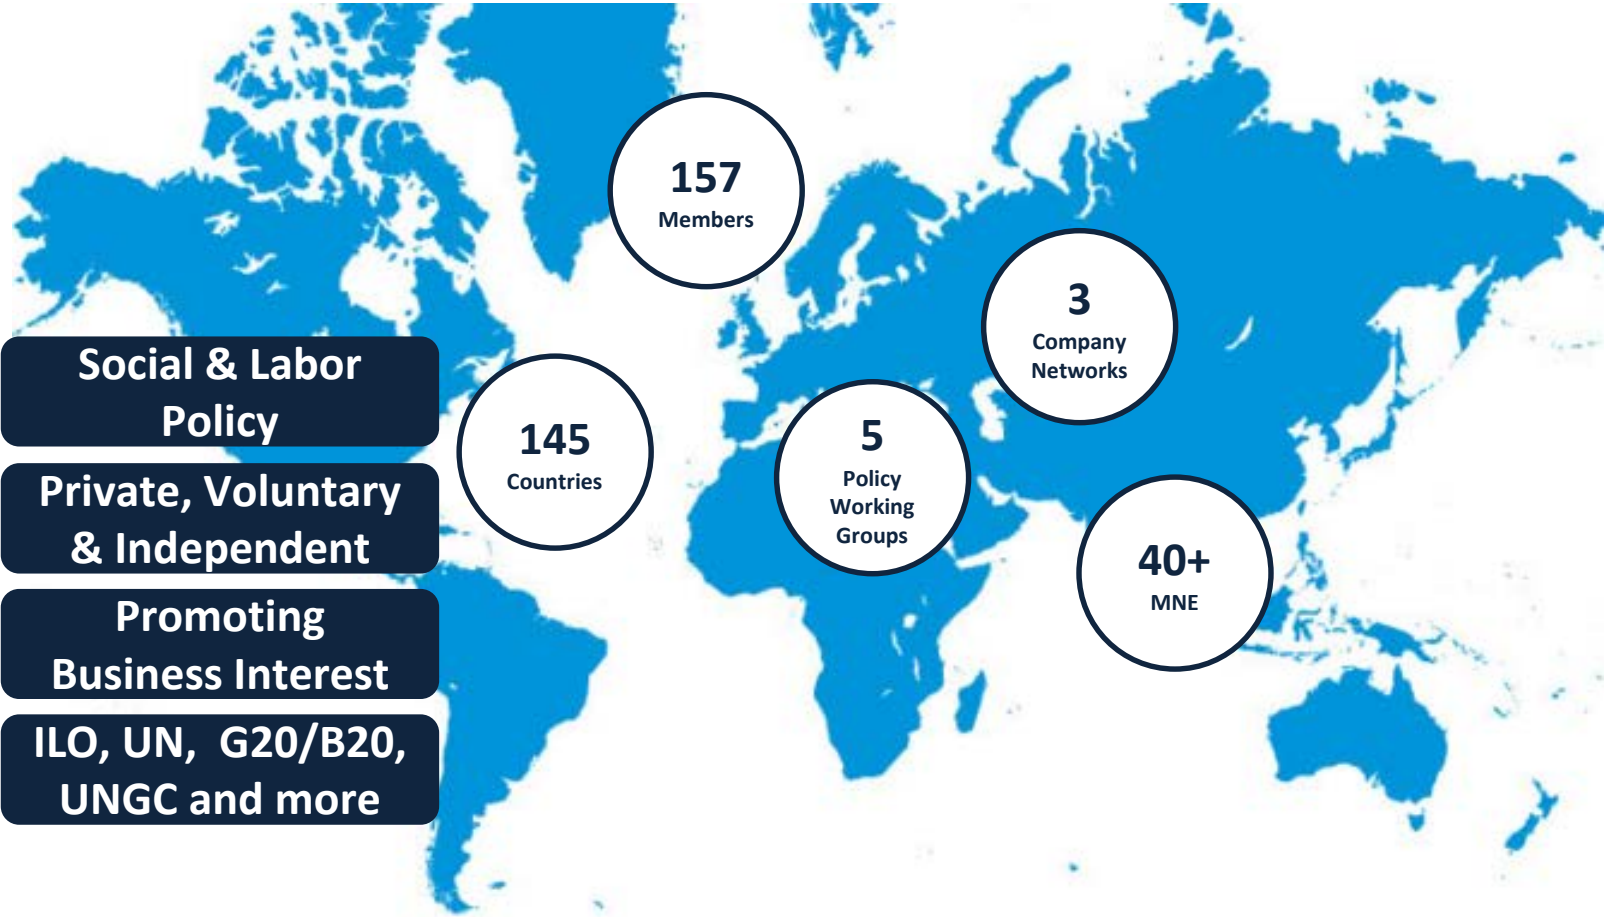 157
Members
3
Company
Networks
Social & Labor
Policy
145
Countries
5
Policy
Working
Groups
Private, Voluntary
& Independent
40+
MNE
Promoting
Business Interest
ILO, UN,  G20/B20,
UNGC and more